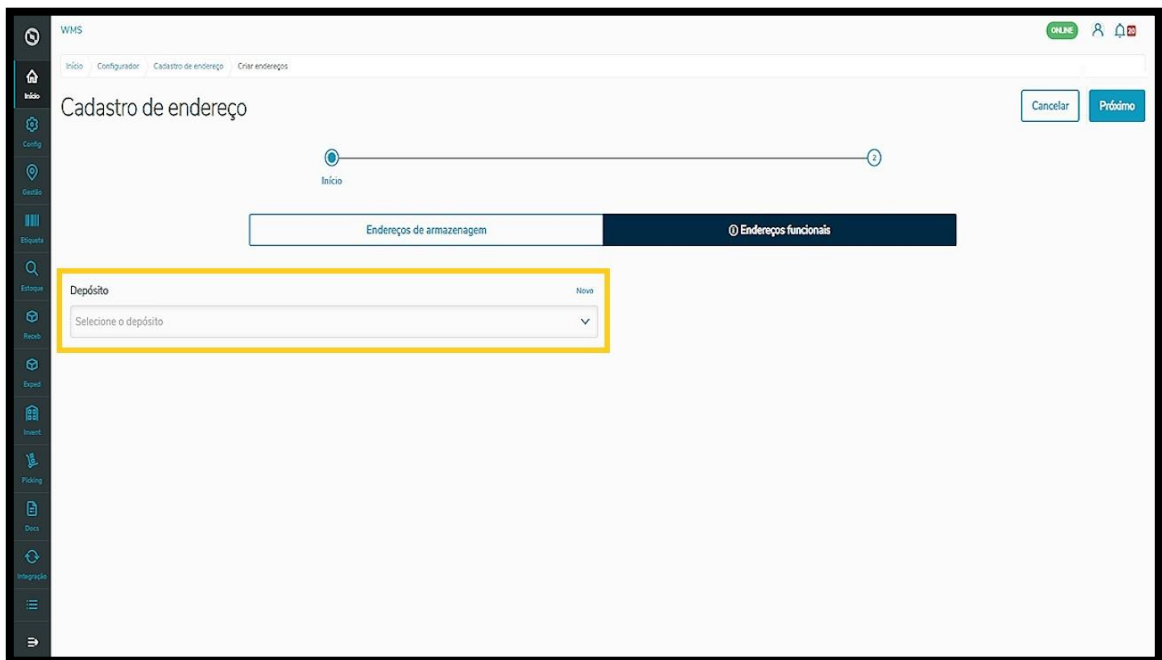 WMS
ONLINE
20
Início Configurador Cadastro de endereço Criar endereços
Cadastro de endereço
Cancelar
Próximo
2
Início
Endereços de armazenagem
Endereços funcionais
Depósito
Novo
Selecione o depósito
Início
Config
Gestão
Etiqueta
Estoque
Receb
Exped
Invent
Picking
Docs
Integração